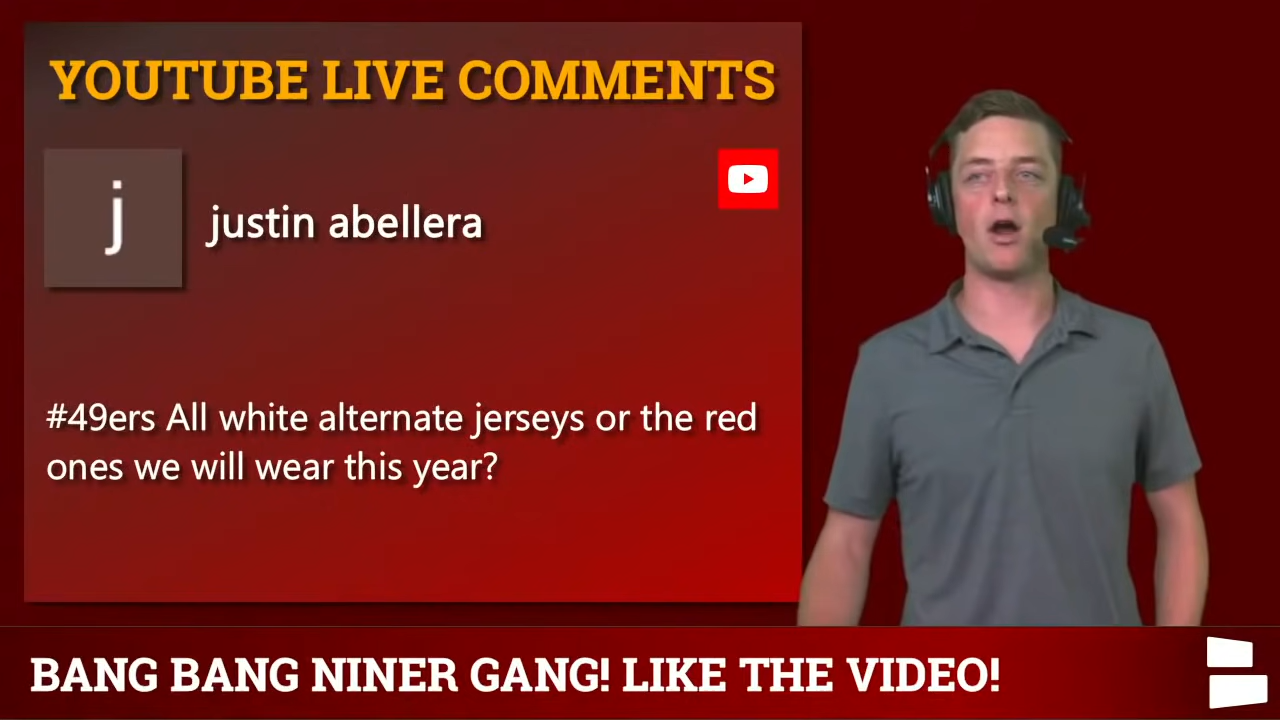 YOUTUBE LIVE COMMENTS
j
justin abellera
#49ers All white alternate jerseys or the red
ones we will wear this year?
BANG BANG NINER GANG! LIKE THE VIDEO!